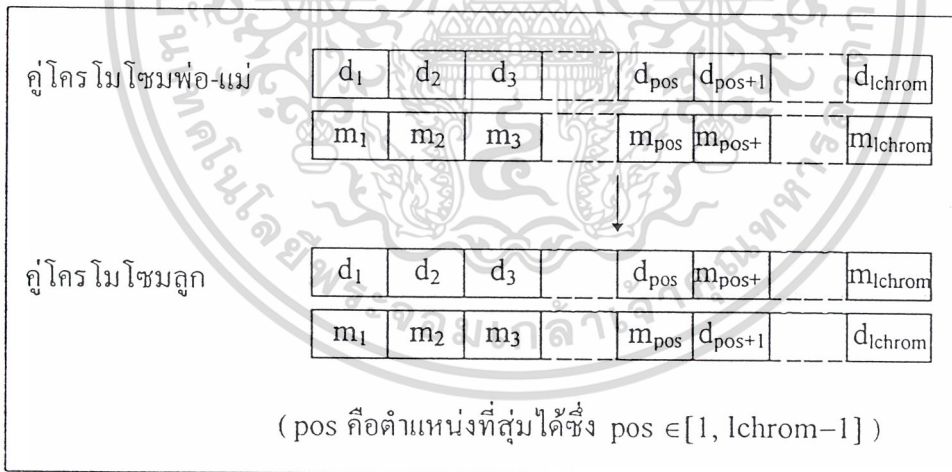 คู่โครโมโซมพ่อ-แม่ d1 d2 d3 dpos dpos+1 dlchrom
m1 m2 m3 mpos mpos+ mlchrom
คู่โครโมโซมลูก d1 d2 d3 dpos mpos+ mlchrom
m1 m2 m3 mpos dpos+1 dlchrom
( pos คือตำแหน่งที่สุ่มได้ซึ่ง pos ∈[1, lchrom−1] )